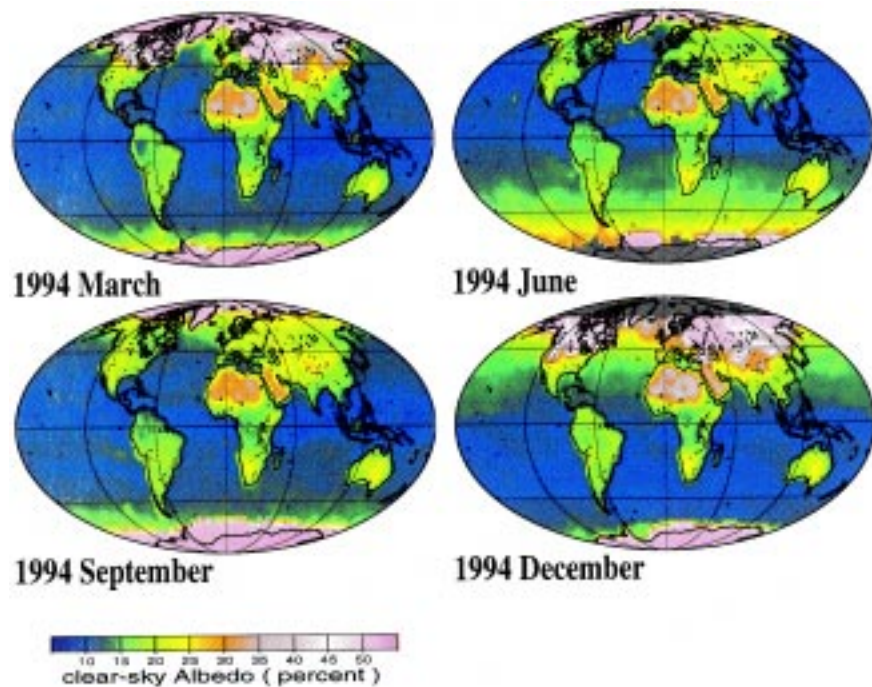 1994 March
1994 June
1994 September
1994 December
10 15 20 25 30 35 40 45 50
clear-sky Albedo ( percent )